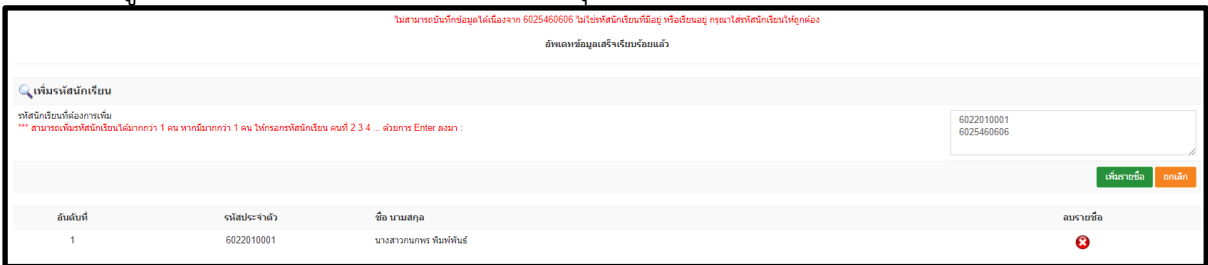 ไม่สามารถบันทึกข้อมูลได้เนื่องจาก 6025460606 ไม่ใช่รหัสนักเรียนที่มีอยู่ หรือเรียนอยู่ กรุณาใส่รหัสนักเรียนให้ถูกต้อง
อัพเดทข้อมูลเสร็จเรียบร้อยแล้ว
เพิ่มรหัสนักเรียน
รหัสนักเรียนที่ต้องการเพิ่ม
*** สามารถเพิ่มรหัสนักเรียนได้มากกว่า 1 คน หากมีมากกว่า 1 คน ให้กรอกรหัสนักเรียน คนที่ 2 3 4 ... ด้วยการ Enter ลงมา :
6022010001
6025460606
เพิ่มรายชื่อ ยกเลิก
อันดับที่ รหัสประจำตัว ชื่อ นามสกุล ลบรายชื่อ
1 6022010001 นางสาวกนกพร พิมพ์พันธ์